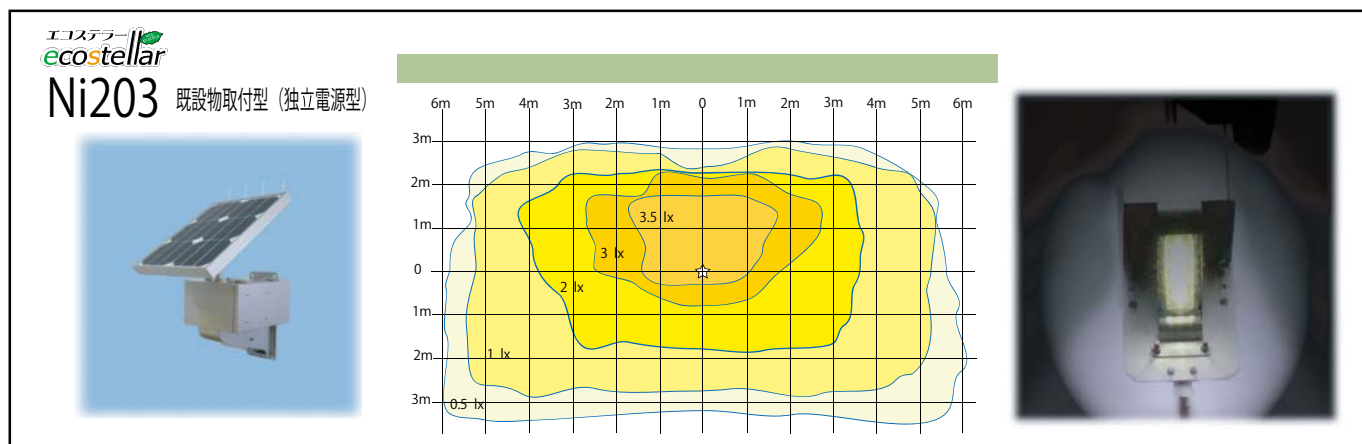 エコステラー
ecostellar
Ni203 既設物取付型（独立電源型）
6m 5m 4m 3m 2m 1m 0 1m 2m 3m 4m 5m 6m
3m
2m
1m
3.5 lx
3 lx
0
2 lx
1m
1 lx
2m
3m
0.5 lx